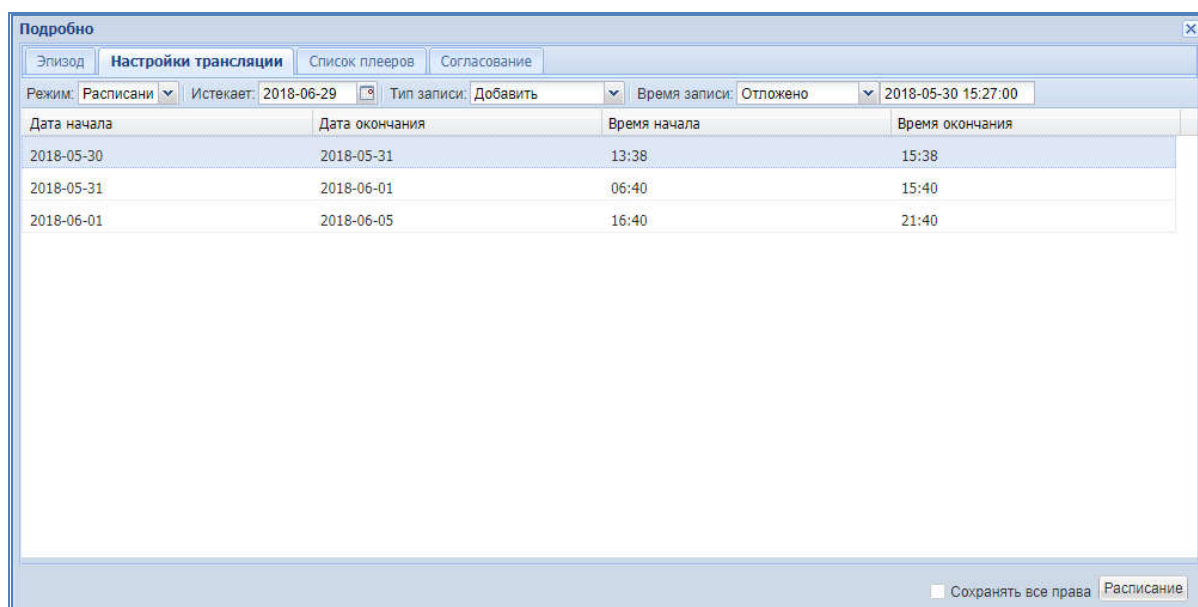 Подробно
Эпизод Настройки трансляции Список плееров Согласование
Режим: Расписани Истекает: 2018-06-29 Тип записи: Добавить Время записи: Отложено 2018-05-30 15:27:00
Дата начала Дата окончания Время начала Время окончания
2018-05-30 2018-05-31 13:38 15:38
2018-05-31 2018-06-01 06:40 15:40
2018-06-01 2018-06-05 16:40 21:40
Сохранять все права Расписание